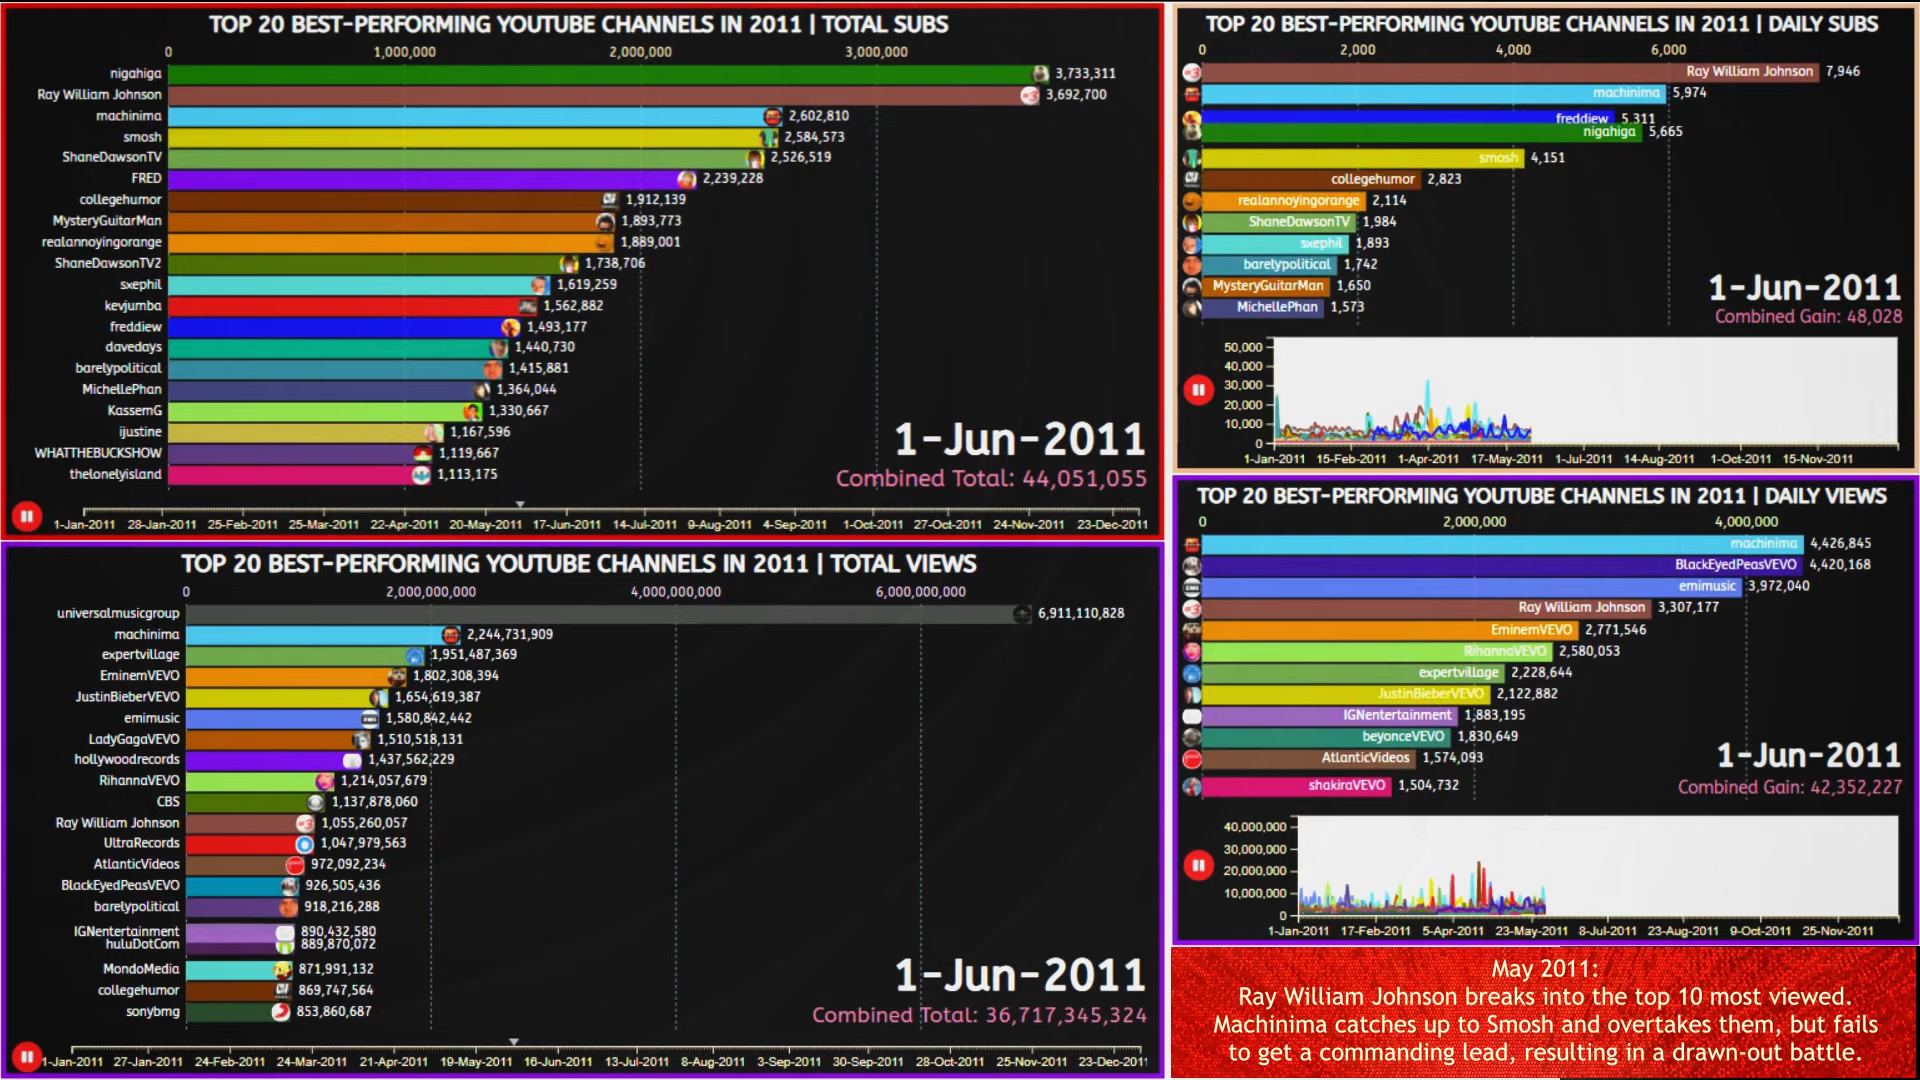 TOP 20 BEST-PERFORMING YOUTUBE CHANNELS IN 2011 | TOTAL SUBS
0 1,000,000 2,000,000 3,000,000
nigahiga 3,733,311
Ray William Johnson 3,692,700
machinima 2,602,810
smosh 2,584,573
ShaneDawsonTV 2,526,519
FRED 2,239,228
collegehumor 1,912,139
MysteryGuitarMan 1,893,773
realannoyingorange 1,889,001
ShaneDawsonTV2 1,738,706
sxephil 1,619,259
kevjumba 1,562,882
freddiew 1,493,177
davedays 1,440,730
barelypolitical 1,415,881
MichellePhan 1,364,044
KassemG 1,330,667
ijustine 1,167,596
WHATTHEBUCKSHOW 1,119,667
thelonelyisland 1,113,175
1-Jun-2011
Combined Total: 44,051,055
1-Jan-2011 28-Jan-2011 25-Feb-2011 25-Mar-2011 22-Apr-2011 20-May-2011 17-Jun-2011 14-Jul-2011 9-Aug-2011 4-Sep-2011 1-Oct-2011 27-Oct-2011 24-Nov-2011 23-Dec-2011
TOP 20 BEST-PERFORMING YOUTUBE CHANNELS IN 2011 | DAILY SUBS
0 2,000 4,000 6,000
Ray William Johnson 7,946
machinima 5,974
freddiew 5,311
nigahiga 5,665
smosh 4,151
collegehumor 2,823
realannoyingorange 2,114
ShaneDawsonTV 1,984
sxephil 1,893
barelypolitical 1,742
MysteryGuitarMan 1,650
MichellePhan 1,573
1-Jun-2011
Combined Gain: 48,028
50,000
40,000
30,000
20,000
10,000
0
1-Jan-2011 15-Feb-2011 1-Apr-2011 17-May-2011 1-Jul-2011 14-Aug-2011 1-Oct-2011 15-Nov-2011
TOP 20 BEST-PERFORMING YOUTUBE CHANNELS IN 2011 | TOTAL VIEWS
0 2,000,000,000 4,000,000,000 6,000,000,000
universalmusicgroup 6,911,110,828
machinima 2,244,731,909
expertvillage 1,951,487,369
EminemVEVO 1,802,308,394
JustinBieberVEVO 1,654,619,387
emimusic 1,580,842,442
LadyGagaVEVO 1,510,518,131
hollywoodrecords 1,437,562,229
RihannaVEVO 1,214,057,679
CBS 1,137,878,060
Ray William Johnson 1,055,260,057
UltraRecords 1,047,979,563
AtlanticVideos 972,092,234
BlackEyedPeasVEVO 926,505,436
barelypolitical 918,216,288
IGNentertainment 890,432,580
huluDotCom 889,870,072
MondoMedia 871,991,132
collegehumor 869,747,564
sonybmg 853,860,687
1-Jun-2011
Combined Total: 36,717,345,324
1-Jan-2011 27-Jan-2011 24-Feb-2011 24-Mar-2011 21-Apr-2011 19-May-2011 16-Jun-2011 13-Jul-2011 8-Aug-2011 3-Sep-2011 30-Sep-2011 28-Oct-2011 25-Nov-2011 23-Dec-2011
TOP 20 BEST-PERFORMING YOUTUBE CHANNELS IN 2011 | DAILY VIEWS
0 2,000,000 4,000,000
machinima 4,426,845
BlackEyedPeasVEVO 4,420,168
emimusic 3,972,040
Ray William Johnson 3,307,177
EminemVEVO 2,771,546
RihannaVEVO 2,580,053
expertvillage 2,228,644
JustinBieberVEVO 2,122,882
IGNentertainment 1,883,195
beyonceVEVO 1,830,649
AtlanticVideos 1,574,093
shakiraVEVO 1,504,732
1-Jun-2011
Combined Gain: 42,352,227
40,000,000
30,000,000
20,000,000
10,000,000
0
1-Jan-2011 17-Feb-2011 5-Apr-2011 23-May-2011 8-Jul-2011 23-Aug-2011 9-Oct-2011 25-Nov-2011
May 2011:
Ray William Johnson breaks into the top 10 most viewed.
Machinima catches up to Smosh and overtakes them, but fails
to get a commanding lead, resulting in a drawn-out battle.